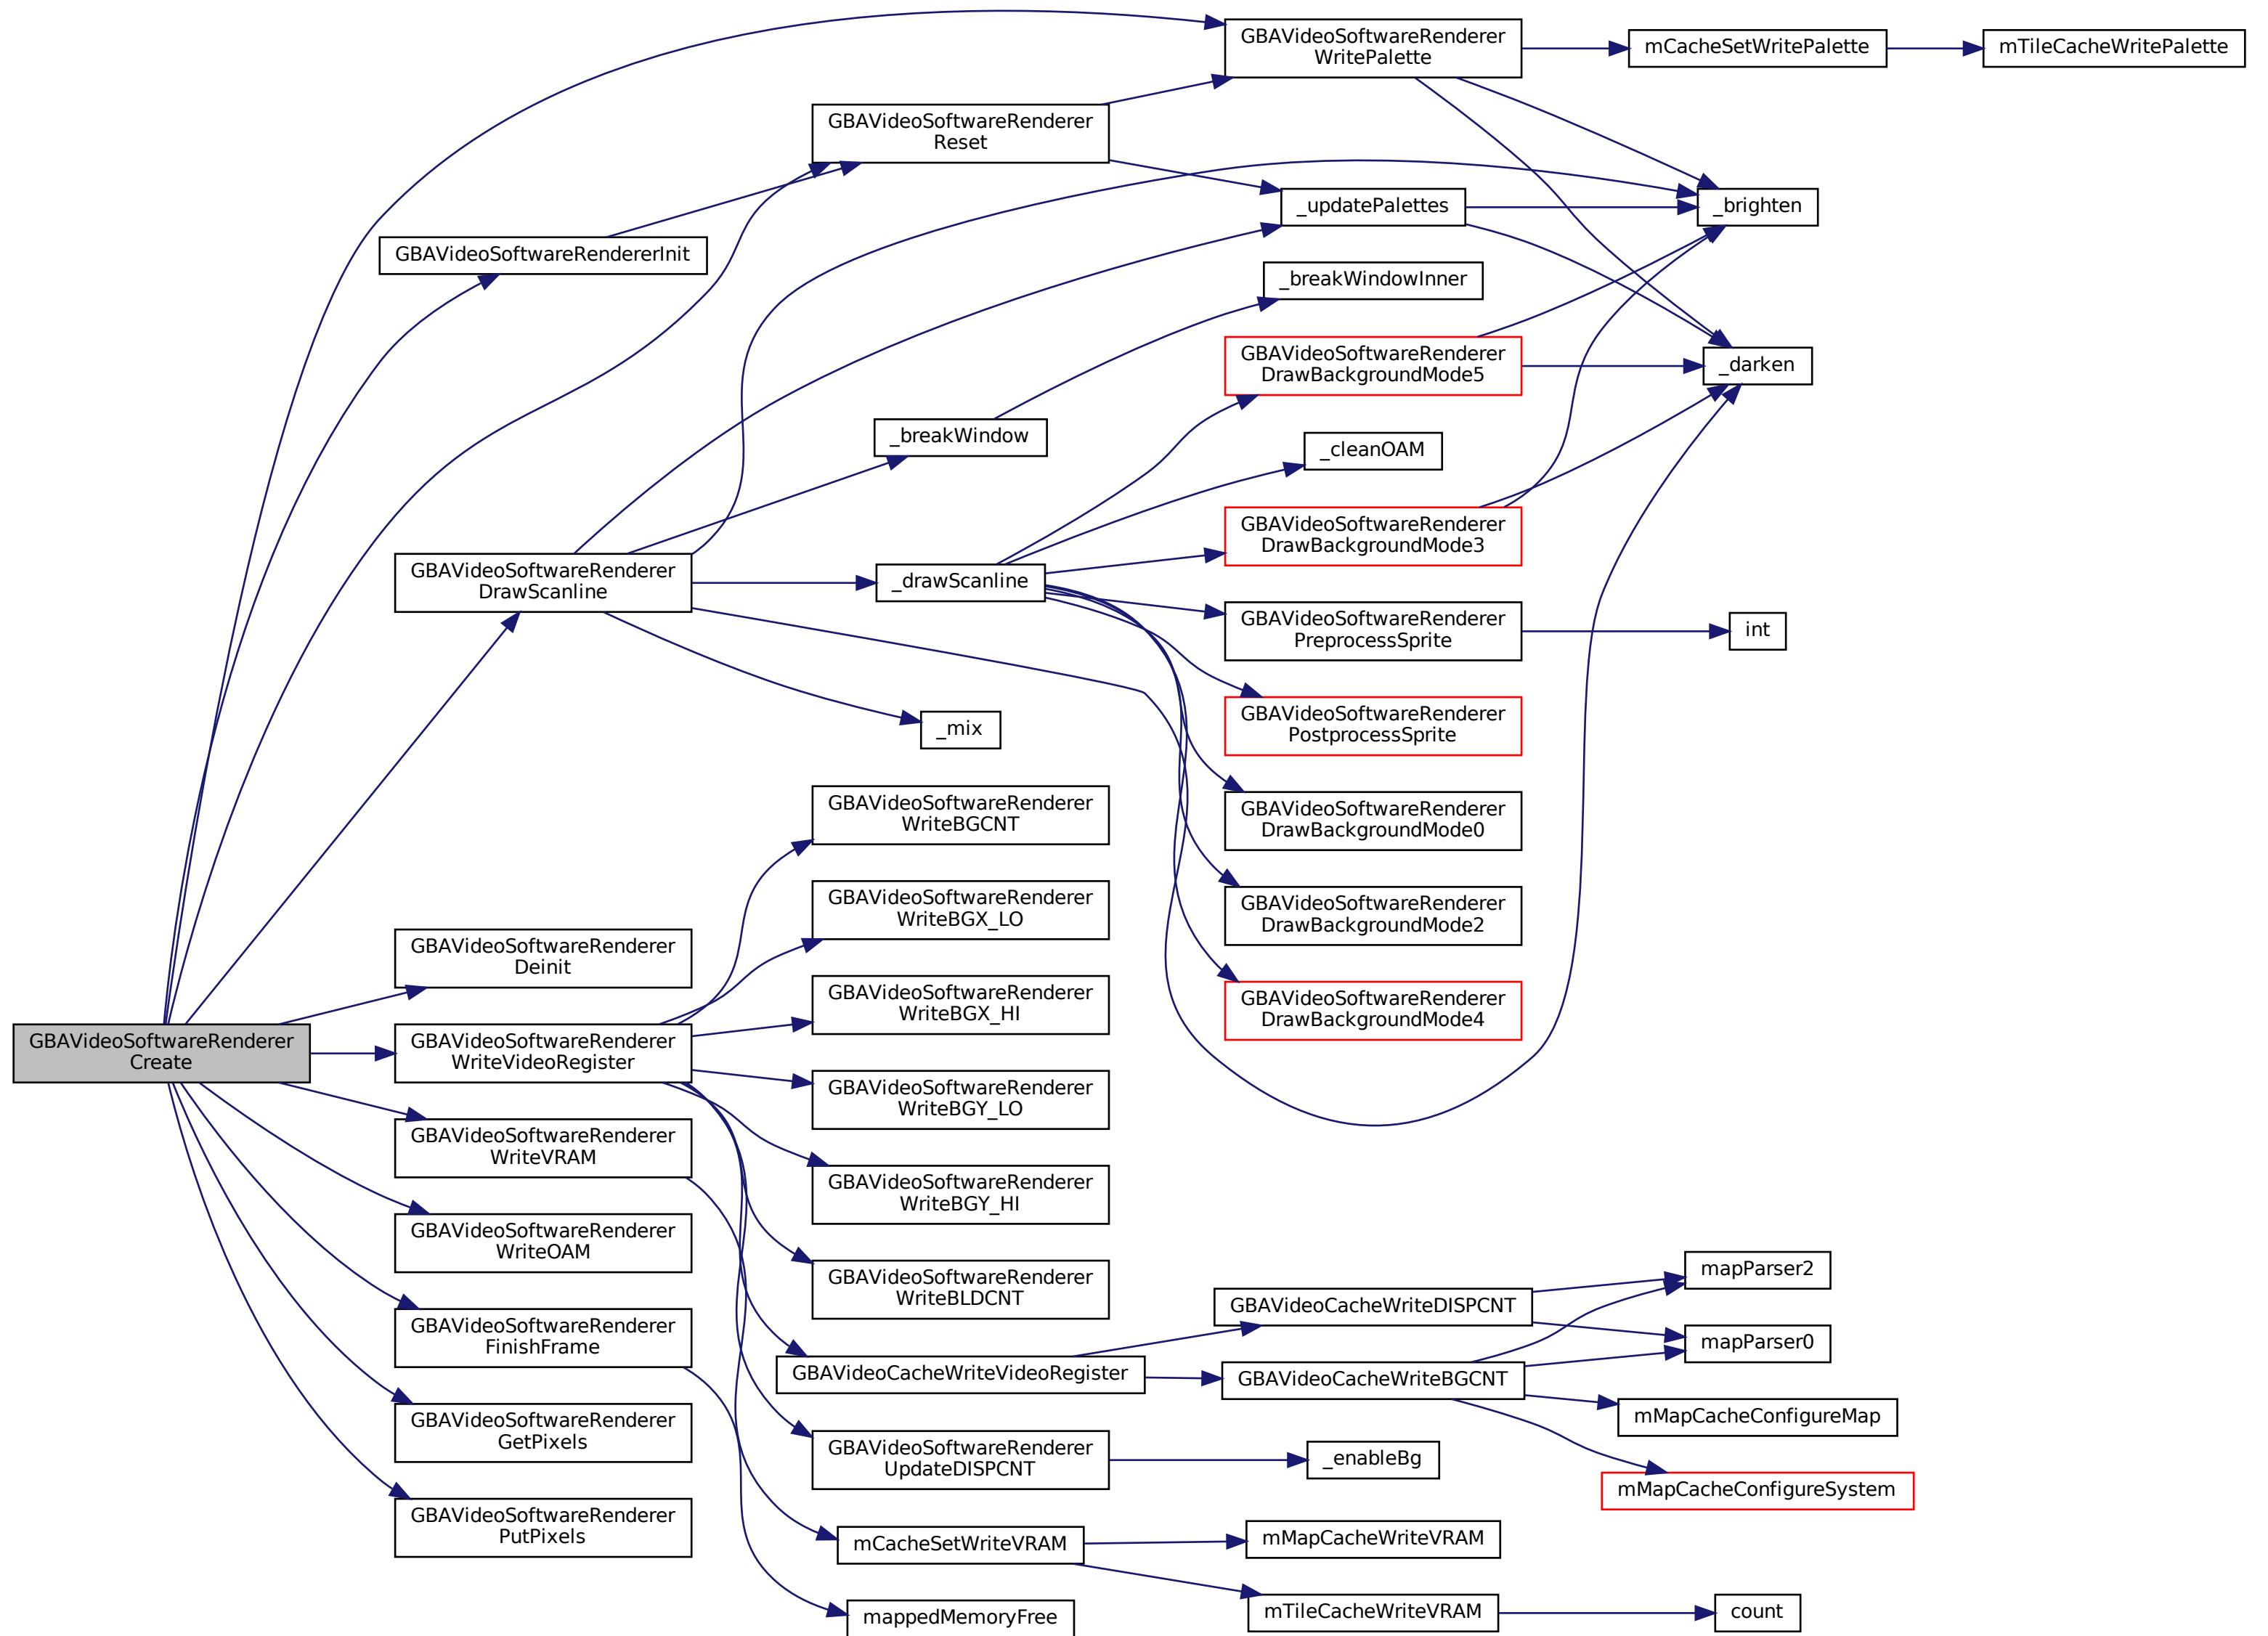 GBAVideoSoftwareRenderer
WritePalette
mCacheSetWritePalette
mTileCacheWritePalette
GBAVideoSoftwareRenderer
Reset
_updatePalettes
_brighten
GBAVideoSoftwareRendererInit
_breakWindowInner
GBAVideoSoftwareRenderer
DrawBackgroundMode5
_darken
_breakWindow
_cleanOAM
GBAVideoSoftwareRenderer
DrawBackgroundMode3
GBAVideoSoftwareRenderer
DrawScanline
_drawScanline
GBAVideoSoftwareRenderer
PreprocessSprite
int
GBAVideoSoftwareRenderer
PostprocessSprite
_mix
GBAVideoSoftwareRenderer
WriteBGCNT
GBAVideoSoftwareRenderer
DrawBackgroundMode0
GBAVideoSoftwareRenderer
WriteBGX_LO
GBAVideoSoftwareRenderer
DrawBackgroundMode2
GBAVideoSoftwareRenderer
Deinit
GBAVideoSoftwareRenderer
WriteBGX_HI
GBAVideoSoftwareRenderer
DrawBackgroundMode4
GBAVideoSoftwareRenderer
Create
GBAVideoSoftwareRenderer
WriteVideoRegister
GBAVideoSoftwareRenderer
WriteBGY_LO
GBAVideoSoftwareRenderer
WriteVRAM
GBAVideoSoftwareRenderer
WriteBGY_HI
GBAVideoSoftwareRenderer
WriteOAM
GBAVideoSoftwareRenderer
WriteBLDCNT
mapParser2
GBAVideoCacheWriteDISPCNT
GBAVideoSoftwareRenderer
FinishFrame
mapParser0
GBAVideoCacheWriteVideoRegister
GBAVideoCacheWriteBGCNT
mMapCacheConfigureMap
GBAVideoSoftwareRenderer
GetPixels
GBAVideoSoftwareRenderer
UpdateDISPCNT
_enableBg
mMapCacheConfigureSystem
GBAVideoSoftwareRenderer
PutPixels
mCacheSetWriteVRAM
mMapCacheWriteVRAM
mappedMemoryFree
mTileCacheWriteVRAM
count